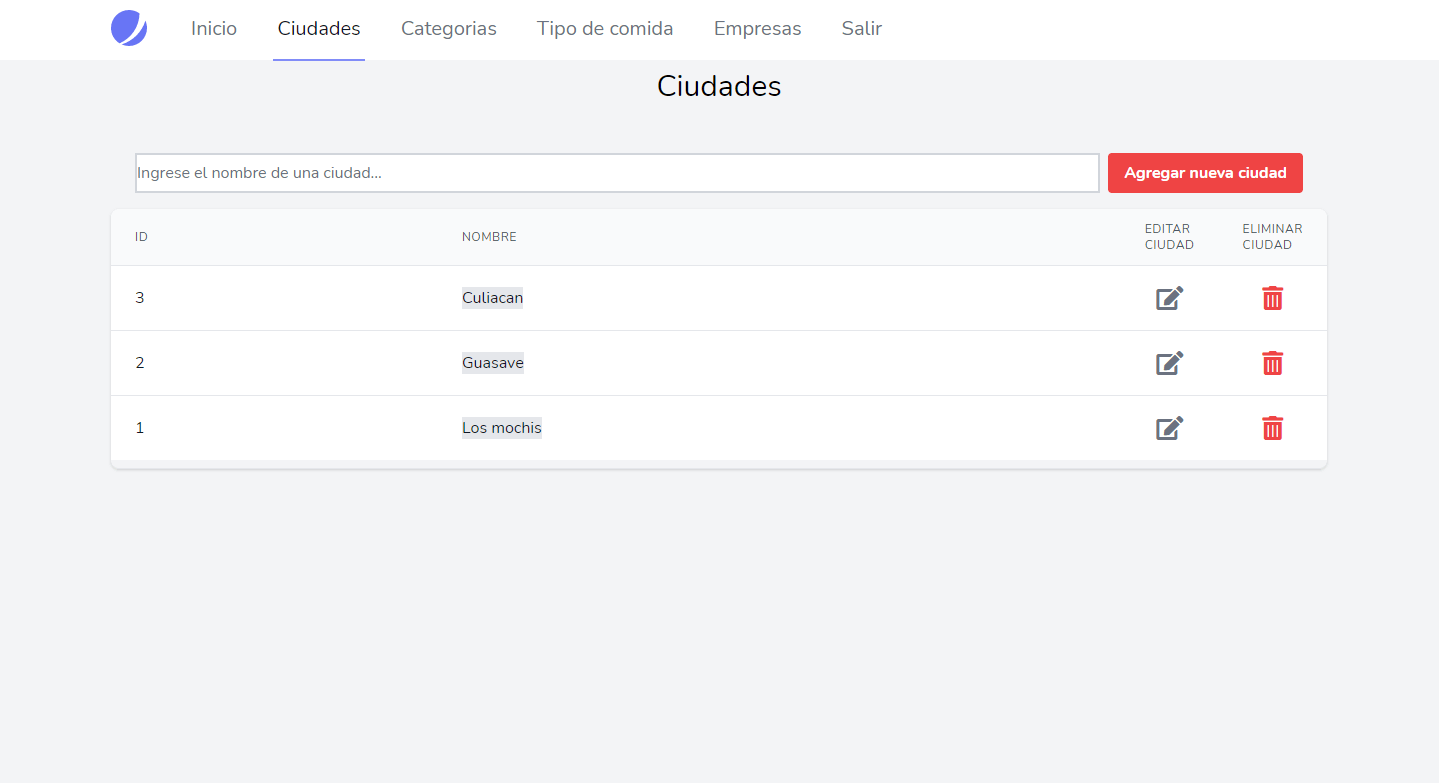 Inicio Ciudades Categorias Tipo de comida Empresas Salir
Ciudades
Ingrese el nombre de una ciudad... Agregar nueva ciudad
ID NOMBRE EDITAR CIUDAD ELIMINAR CIUDAD
3 Culiacan
2 Guasave
1 Los mochis